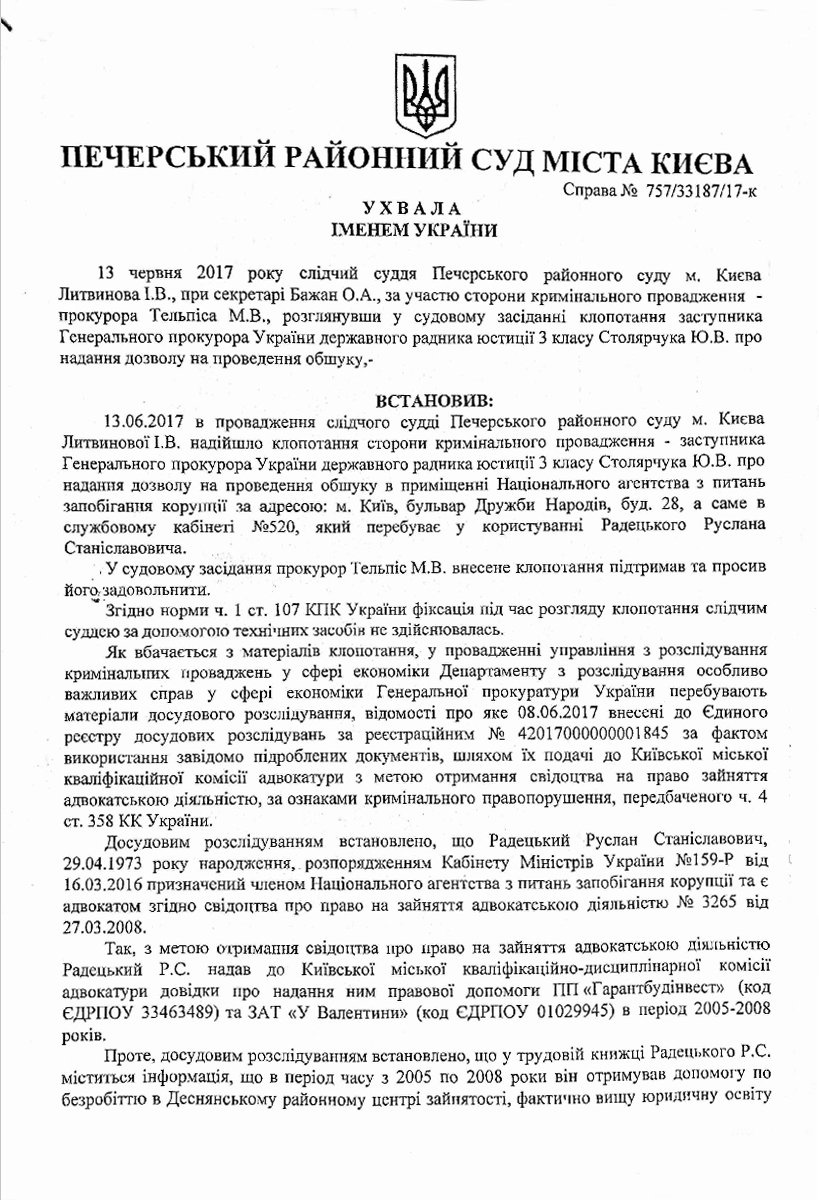 ПЕЧЕРСЬКИЙ РАЙОННИЙ СУД МІСТА КИЄВА
Справа № 757/33187/17-к
У Х В А Л А
ІМЕНЕМ УКРАЇНИ
13 червня 2017 року слідчий суддя Печерського районного суду м. Києва
Литвинова І.В., при секретарі Бажан О.А., за участю сторони кримінального провадження -
прокурора Тельпіса М.В., розглянувши у судовому засіданні клопотання заступника
Генерального прокурора України державного радника юстиції 3 класу Столярчука Ю.В. про
надання дозволу на проведення обшуку,-
ВСТАНОВИВ:
13.06.2017 в провадження слідчого судді Печерського районного суду м. Києва
Литвинової І.В. надійшло клопотання сторони кримінального провадження - заступника
Генерального прокурора України державного радника юстиції 3 класу Столярчука Ю.В. про
надання дозволу на проведення обшуку в приміщенні Національного агентства з питань
запобігання корупції за адресою: м. Київ, бульвар Дружби Народів, буд. 28, а саме в
службовому кабінеті №520, який перебуває у користуванні Радецького Руслана
Станіславовича.
У судовому засідання прокурор Тельпіс М.В. внесене клопотання підтримав та просив
його задовольнити.
Згідно норми ч. 1 ст. 107 КПК України фіксація під час розгляду клопотання слідчим
суддею за допомогою технічних засобів не здійснювалась.
Як вбачається з матеріалів клопотання, у провадженні управління з розслідування
кримінальних проваджень у сфері економіки Департаменту з розслідування особливо
важливих справ у сфері економіки Генеральної прокуратури України перебувають
матеріали досудового розслідування, відомості про яке 08.06.2017 внесені до Єдиного
реєстру досудових розслідувань за реєстраційним № 42017000000001845 за фактом
використання завідомо підроблених документів, шляхом їх подачі до Київської міської
кваліфікаційної комісії адвокатури з метою отримання свідоцтва на право зайняття
адвокатською діяльністю, за ознаками кримінального правопорушення, передбаченого ч. 4
ст. 358 КК України.
Досудовим розслідуванням встановлено, що Радецький Руслан Станіславович,
29.04.1973 року народження, розпорядженням Кабінету Міністрів України №159-Р від
16.03.2016 призначений членом Національного агентства з питань запобігання корупції та є
адвокатом згідно свідоцтва про право на зайняття адвокатською діяльністю № 3265 від
27.03.2008.
Так, з метою отримання свідоцтва про право на зайняття адвокатською діяльністю
Радецький Р.С. надав до Київської міської кваліфікаційно-дисциплінарної комісії
адвокатури довідки про надання ним правової допомоги ПП «Гарантбудінвест» (код
ЄДРПОУ 33463489) та ЗАТ «У Валентини» (код ЄДРПОУ 01029945) в період 2005-2008
років.
Проте, досудовим розслідуванням встановлено, що у трудовій книжці Радецького Р.С.
міститься інформація, що в період часу з 2005 по 2008 роки він отримував допомогу по
безробіттю в Деснянському районному центрі зайнятості, фактично вищу юридичну освіту